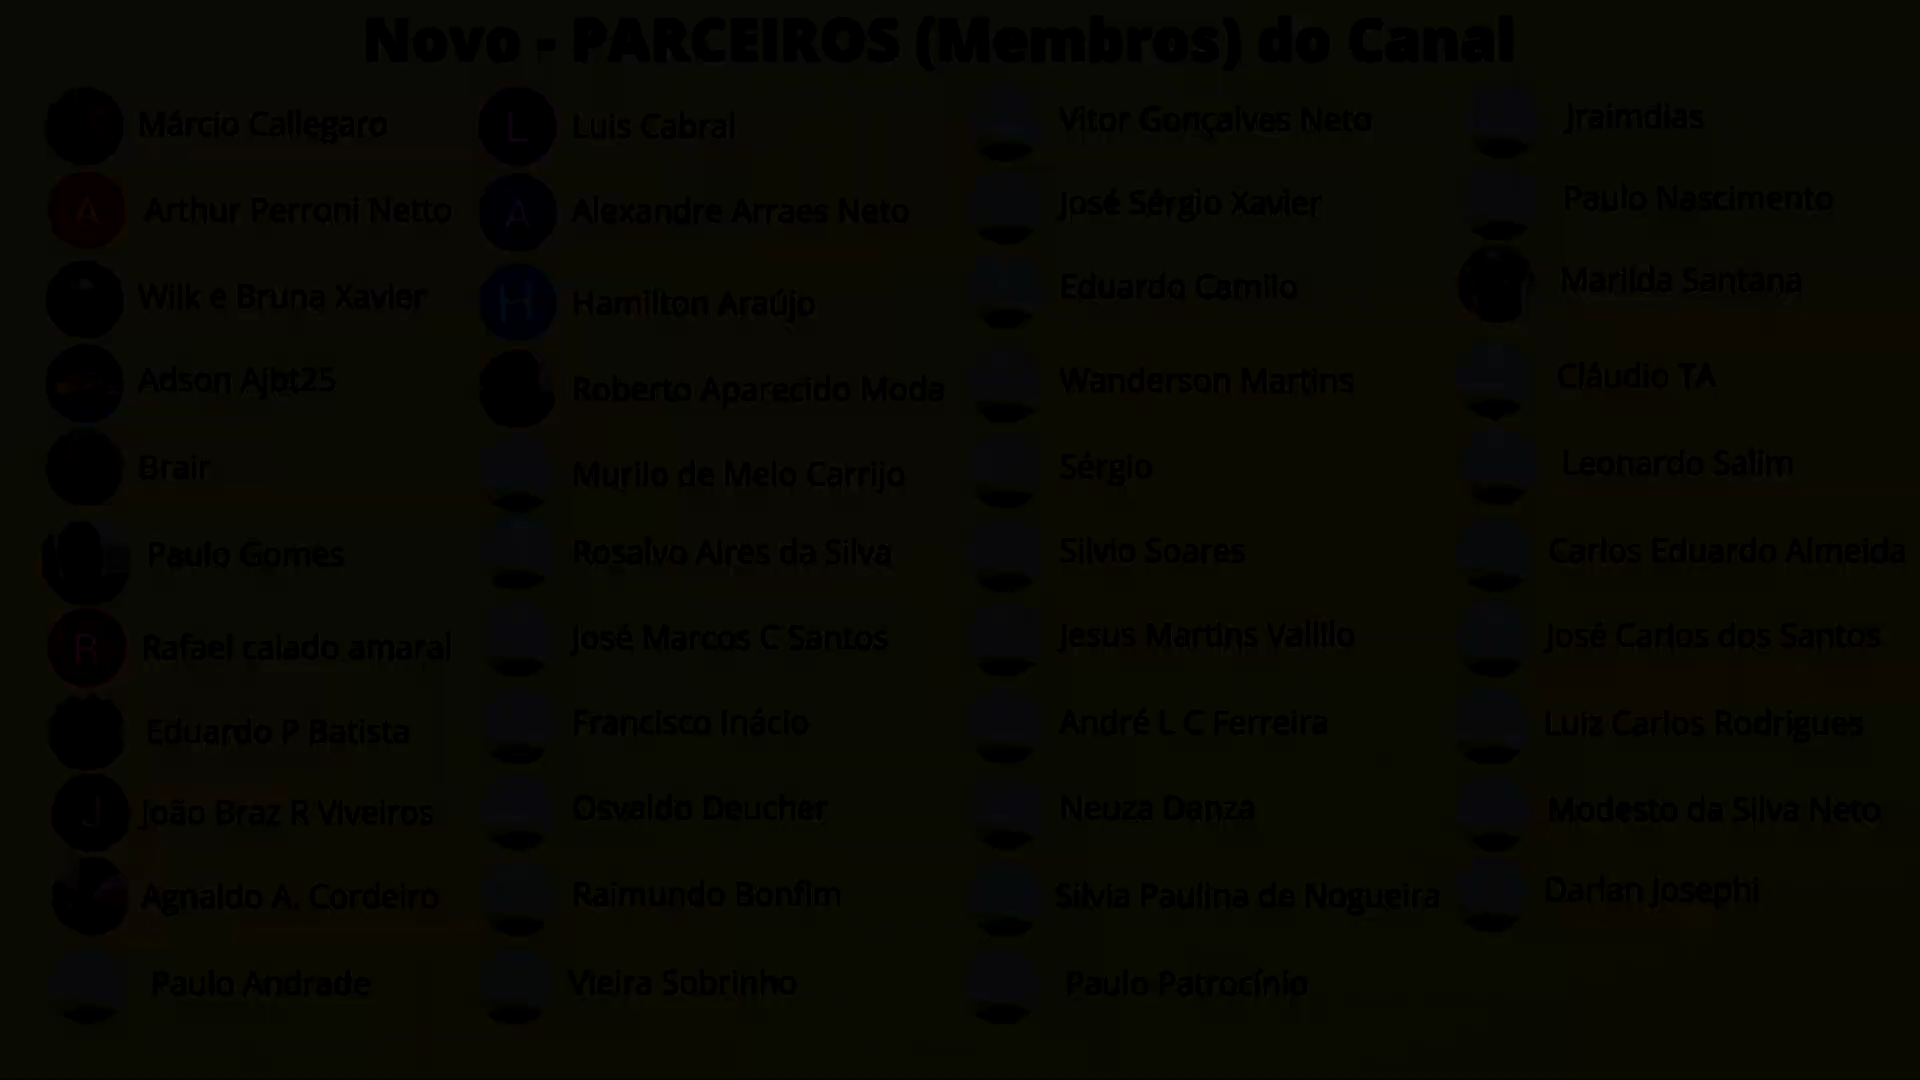 Novo - PARCEIROS (Membros) do Canal
Márcio Callegaro
Arthur Perroni Netto
Wilk e Bruna Xavier
Adson Ajbt25
Brair
Paulo Gomes
R
Rafael caiado amaral
Eduardo P Batista
J
João Braz R Viveiros
Agnaldo A. Cordeiro
Paulo Andrade
L
Luis Cabral
A
Alexandre Arraes Neto
H
Hamilton Araújo
Roberto Aparecido Moda
Murilo de Melo Carrijo
Rosalvo Aires da Silva
José Marcos C Santos
Francisco Inácio
Osvaldo Deucher
Raimundo Bonfim
Vieira Sobrinho
Vitor Gonçalves Neto
José Sérgio Xavier
Eduardo Camilo
Wanderson Martins
Sérgio
Silvio Soares
Jesus Martins Vailllo
André L C Ferreira
Neuza Danza
Silvia Paulina de Nogueira
Paulo Patrocínio
Jraimdias
Paulo Nascimento
Marilda Santana
Cláudio TA
Leonardo Salim
Carlos Eduardo Almeida
José Carlos dos Santos
Luiz Carlos Rodrigues
Modesto da Silva Neto
Darlan Josephi